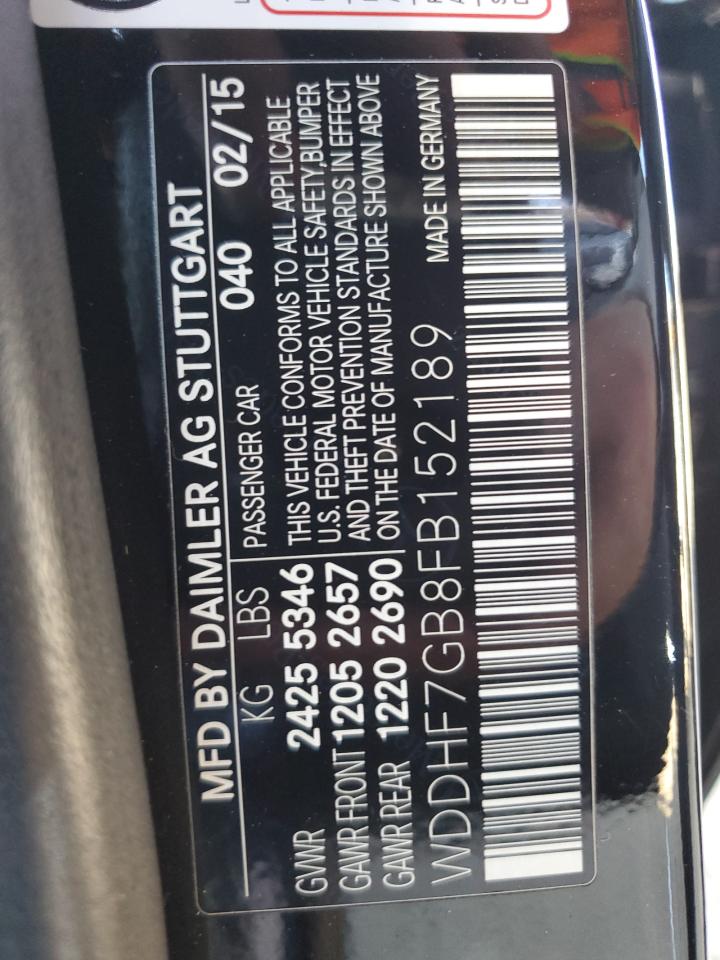 MFD BY DAIMLER AG STUTTGART
040 02/15
KG LBS PASSENGER CAR
GVWR 2425 5346
GAWR FRONT 1205 2657
GAWR REAR 1220 2690
THIS VEHICLE CONFORMS TO ALL APPLICABLE
U.S. FEDERAL MOTOR VEHICLE SAFETY,BUMPER
AND THEFT PREVENTION STANDARDS IN EFFECT
ON THE DATE OF MANUFACTURE SHOWN ABOVE
WDDHF7GB8FB152189 MADE IN GERMANY